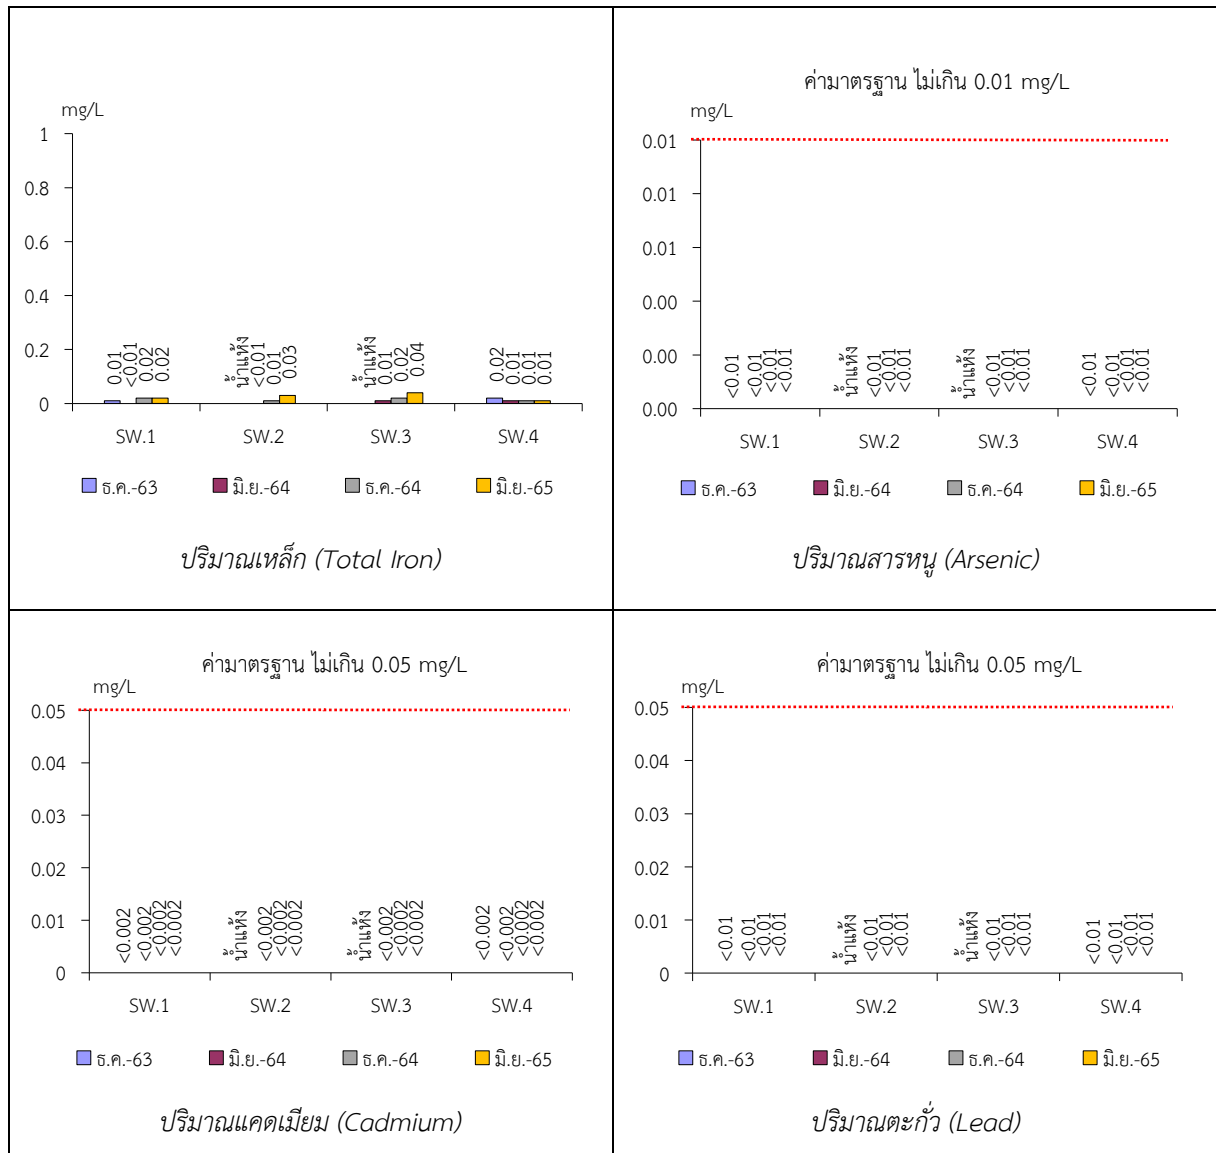 mg/L
1
0.8
0.6
0.4
0.2
0
0.01 <0.01 0.02 0.02
น้ำแห้ง <0.01 0.01 0.03
น้ำแห้ง 0.01 0.02 0.04
0.02 0.01 0.01 0.01
SW.1 SW.2 SW.3 SW.4
ธ.ค.-63 มิ.ย.-64 ธ.ค.-64 มิ.ย.-65
ปริมาณเหล็ก (Total Iron)
ค่ามาตรฐาน ไม่เกิน 0.01 mg/L
mg/L
0.01
0.01
0.01
0.00
0.00
0.00
<0.01 <0.01 <0.01 <0.01
น้ำแห้ง <0.01 <0.01 <0.01
น้ำแห้ง <0.01 <0.01 <0.01
<0.01 <0.01 <0.01 <0.01
SW.1 SW.2 SW.3 SW.4
ธ.ค.-63 มิ.ย.-64 ธ.ค.-64 มิ.ย.-65
ปริมาณสารหนู (Arsenic)
ค่ามาตรฐาน ไม่เกิน 0.05 mg/L
mg/L
0.05
0.04
0.03
0.02
0.01
0
<0.002 <0.002 <0.002 <0.002
น้ำแห้ง <0.002 <0.002 <0.002
น้ำแห้ง <0.002 <0.002 <0.002
<0.002 <0.002 <0.002 <0.002
SW.1 SW.2 SW.3 SW.4
ธ.ค.-63 มิ.ย.-64 ธ.ค.-64 มิ.ย.-65
ปริมาณแคดเมียม (Cadmium)
ค่ามาตรฐาน ไม่เกิน 0.05 mg/L
mg/L
0.05
0.04
0.03
0.02
0.01
0
<0.01 <0.01 <0.01 <0.01
น้ำแห้ง <0.01 <0.01 <0.01
น้ำแห้ง <0.01 <0.01 <0.01
<0.01 <0.01 <0.01 <0.01
SW.1 SW.2 SW.3 SW.4
ธ.ค.-63 มิ.ย.-64 ธ.ค.-64 มิ.ย.-65
ปริมาณตะกั่ว (Lead)